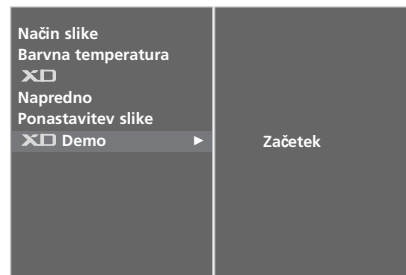 Način slike
Barvna temperatura
XD
Napredno
Ponastavitev slike
XD Demo
Začetek